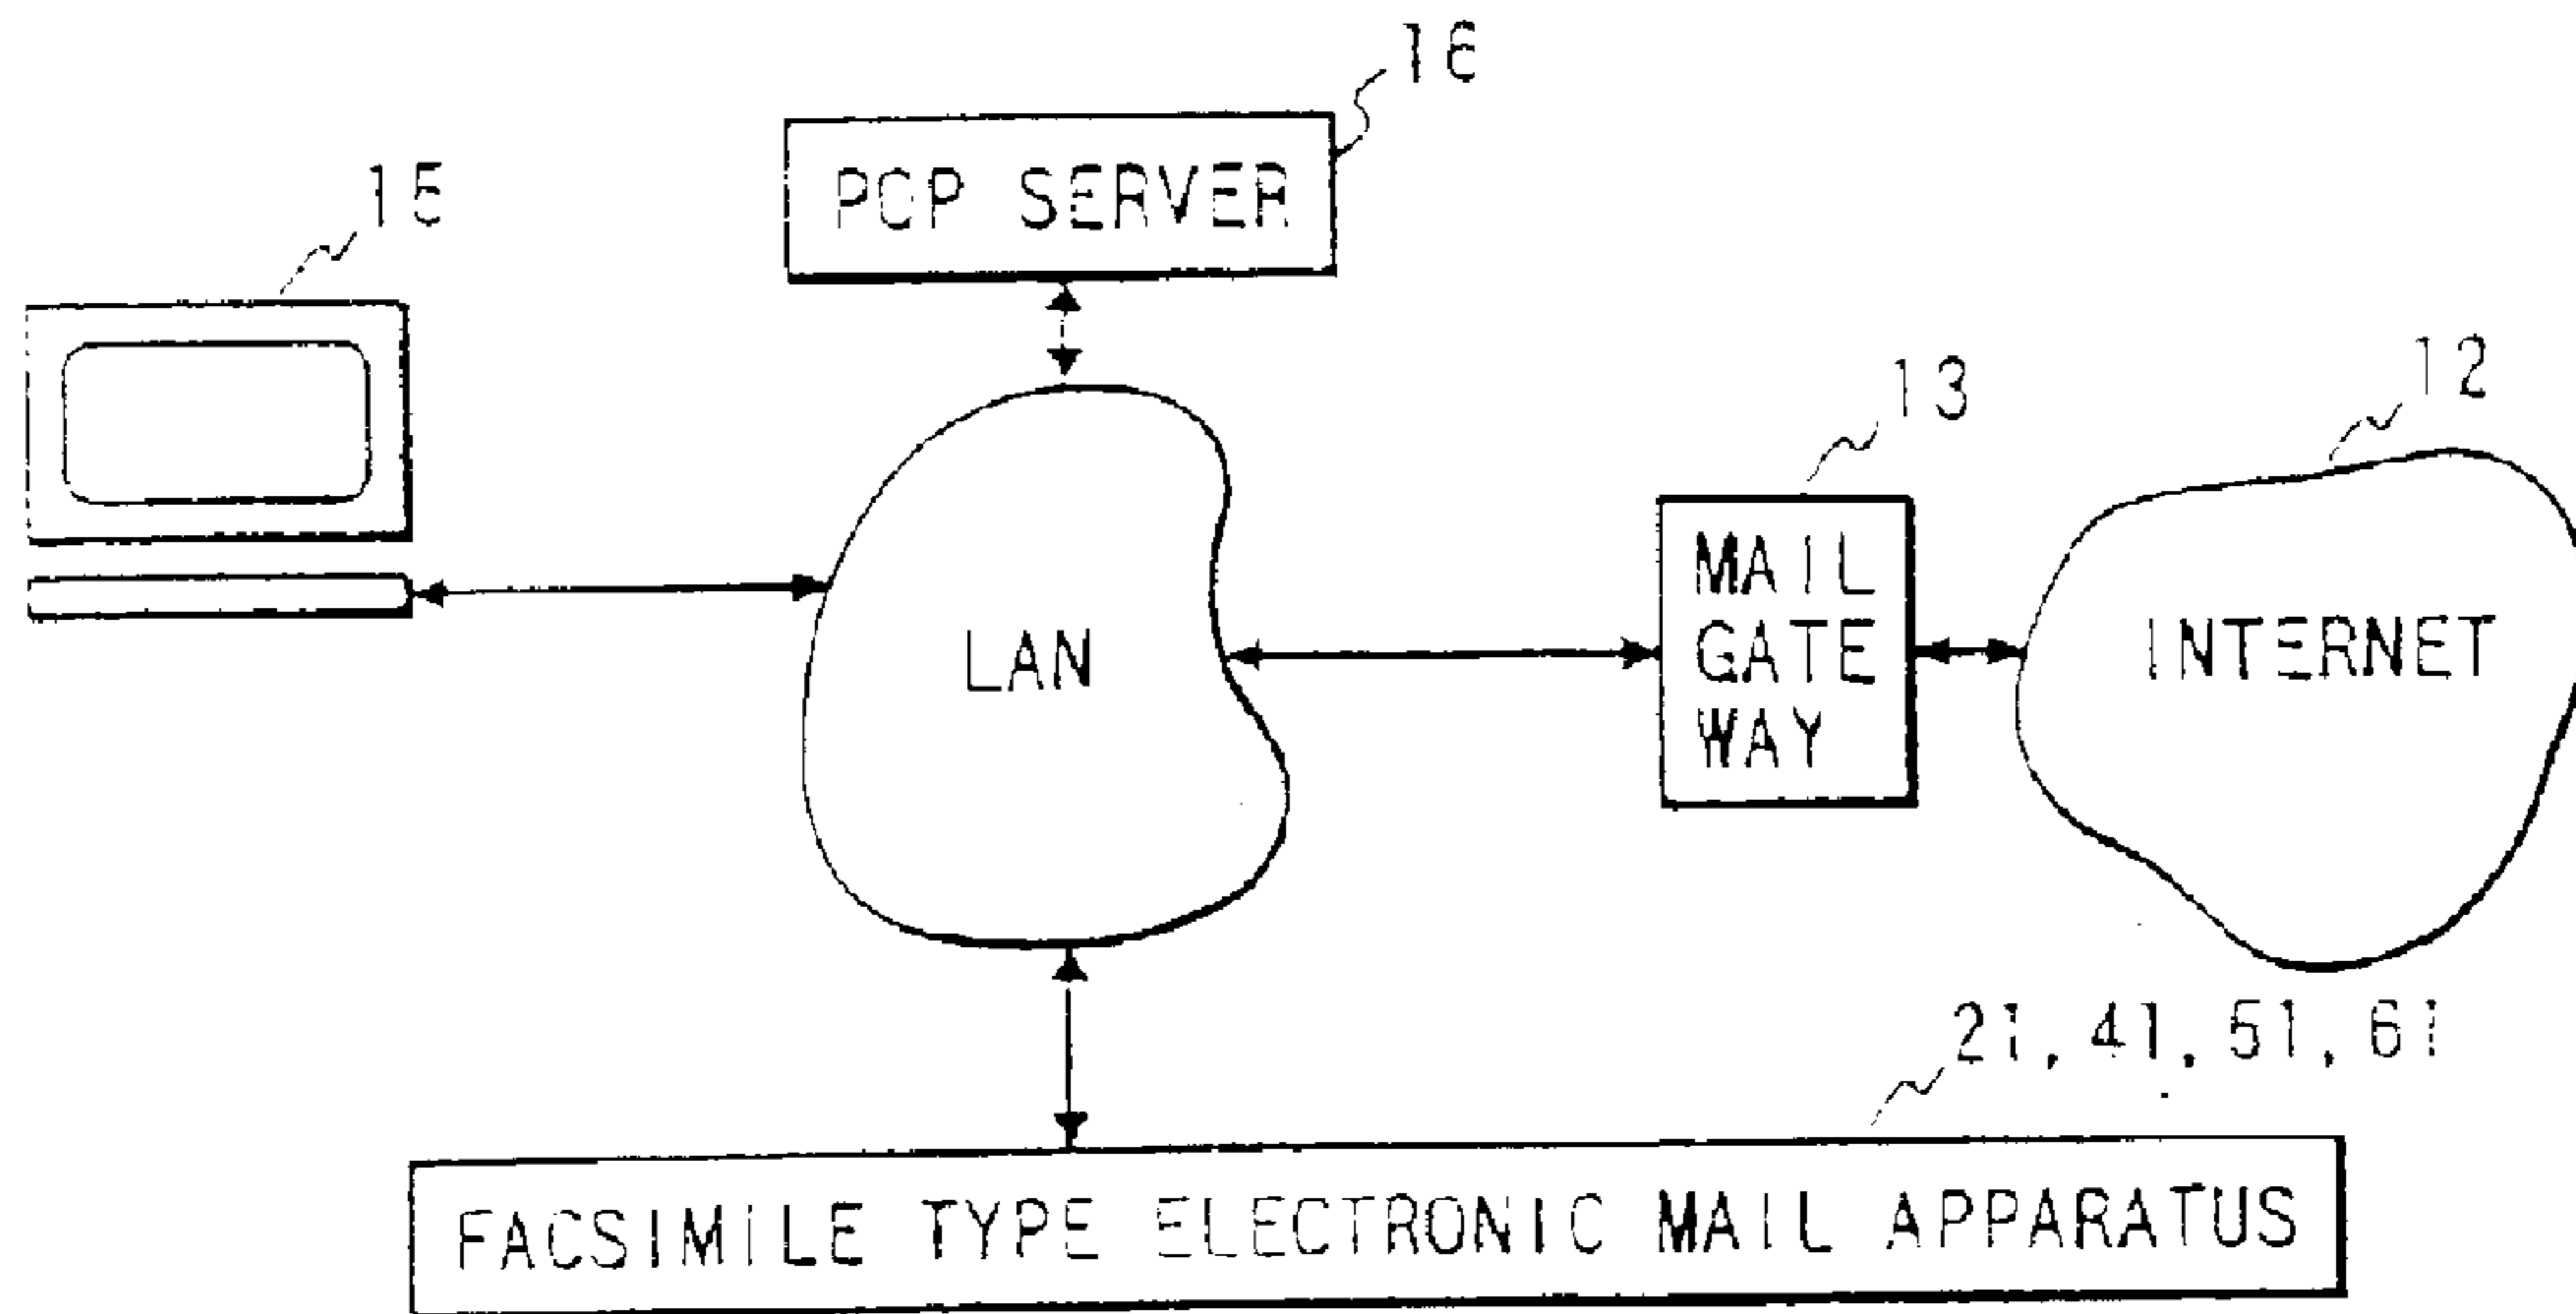 16
POP SERVER
15
13
12
MAIL
GATE
WAY
INTERNET
LAN
21, 41, 51, 61
FACSIMILE TYPE ELECTRONIC MAIL APPARATUS